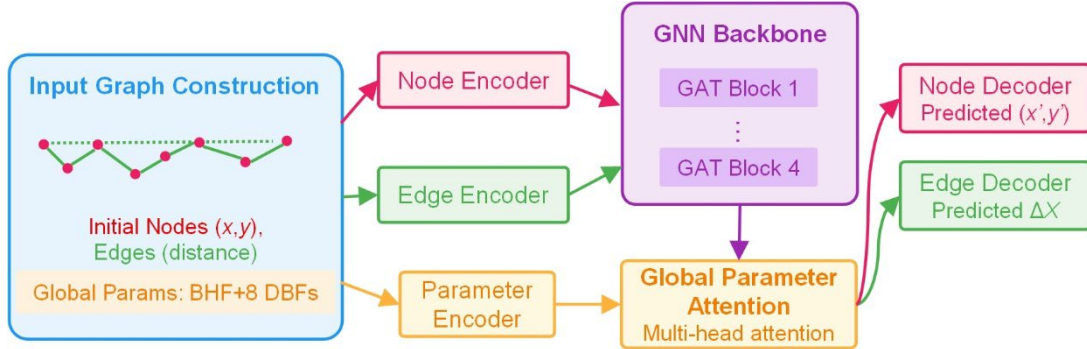 Input Graph Construction
Initial Nodes (x,y),
Edges (distance)
Global Params: BHF+8 DBFs
Node Encoder
Edge Encoder
Parameter
Encoder
GNN Backbone
GAT Block 1
⋮
GAT Block 4
Global Parameter
Attention
Multi-head attention
Node Decoder
Predicted (x’,y’)
Edge Decoder
Predicted ΔX